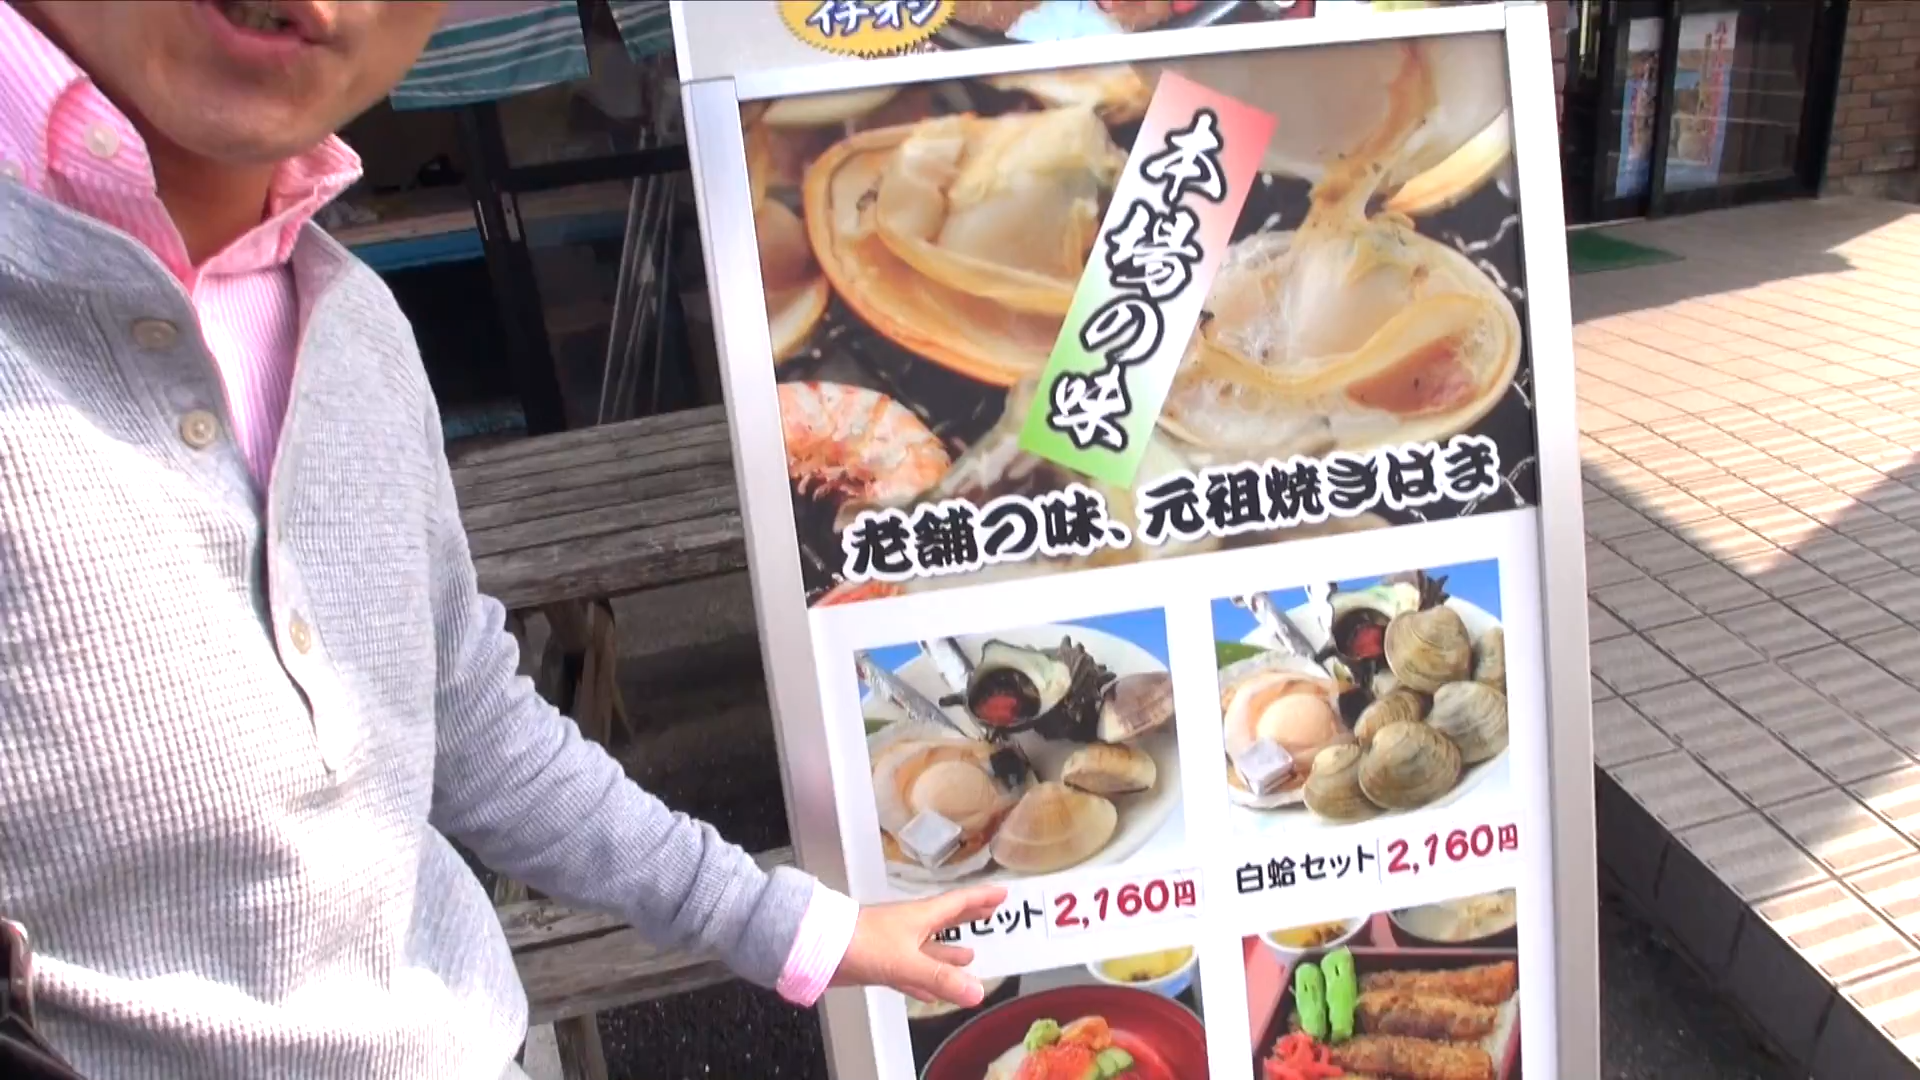 イチオシ
本場の味
老舗の味、元祖焼きはま
蛤セット 2,160円
白蛤セット 2,160円